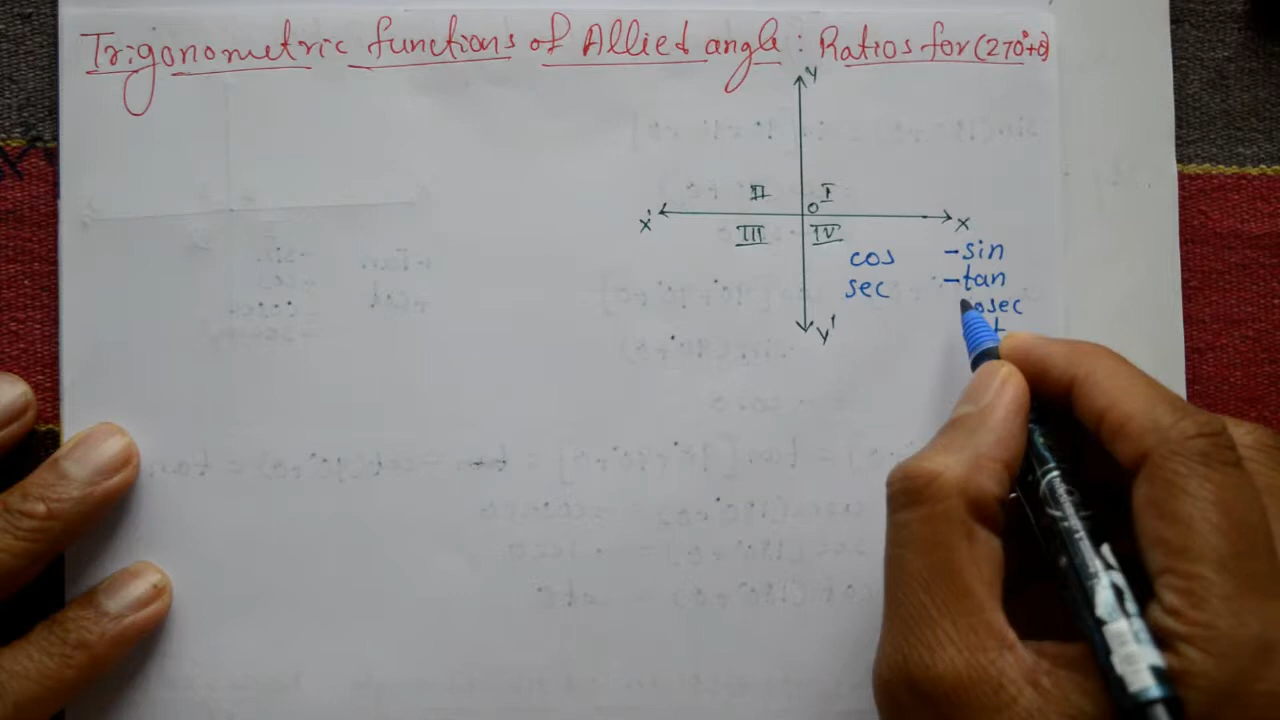 Trigonometric functions of Allied angle : Ratios for (270°+θ)
Y
II I
X' O X
III IV
cos -sin
sec -tan
Y'